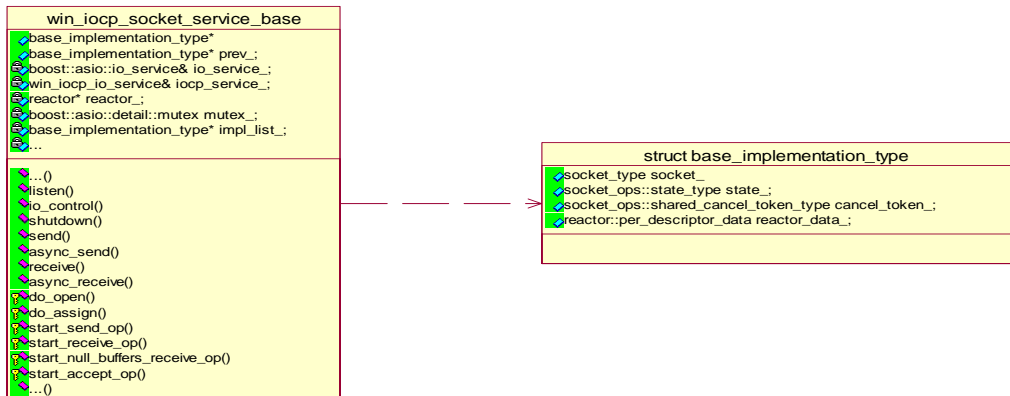 win_iocp_socket_service_base
base_implementation_type*
base_implementation_type* prev_;
boost::asio::io_service& io_service_;
win_iocp_io_service& iocp_service_;
reactor* reactor_;
boost::asio::detail::mutex mutex_;
base_implementation_type* impl_list_;
...
...()
listen()
io_control()
shutdown()
send()
async_send()
receive()
async_receive()
do_open()
do_assign()
start_send_op()
start_receive_op()
start_null_buffers_receive_op()
start_accept_op()
...()
struct base_implementation_type
socket_type socket_
socket_ops::state_type state_;
socket_ops::shared_cancel_token_type cancel_token_;
reactor::per_descriptor_data reactor_data_;